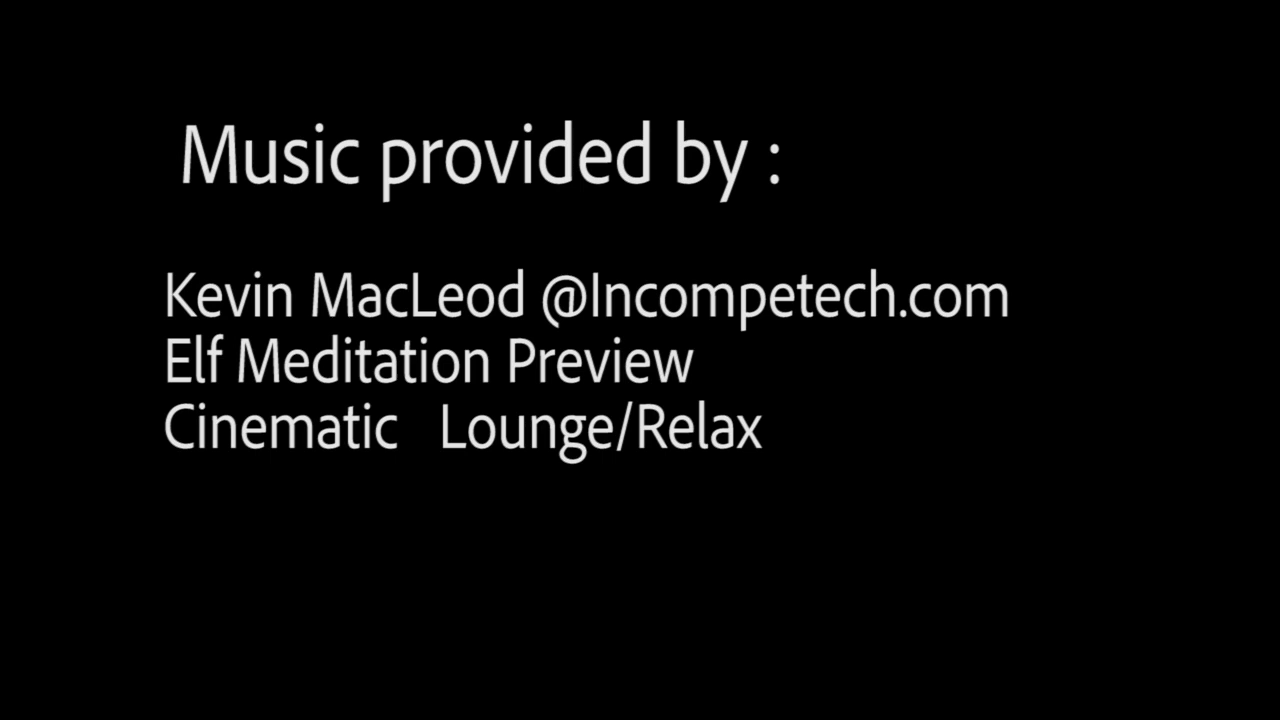 Music provided by :
Kevin MacLeod @Incompetech.com
Elf Meditation Preview
Cinematic   Lounge/Relax